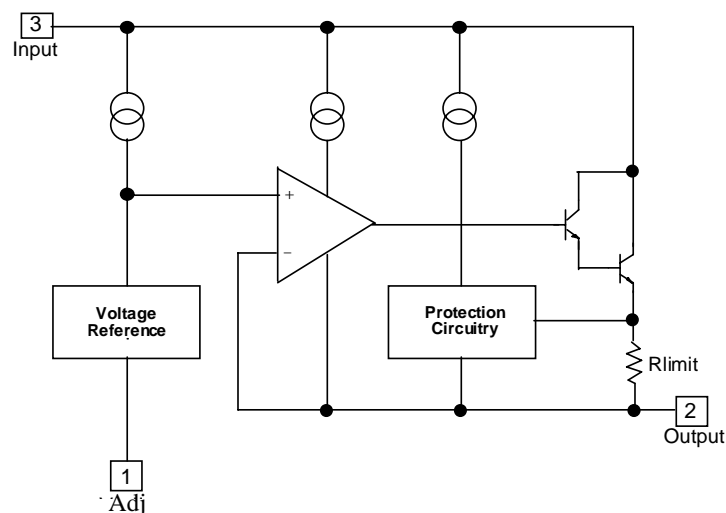 3
Input
+
−
Voltage
Reference
Protection
Circuitry
Rlimit
2
Output
1
Adj